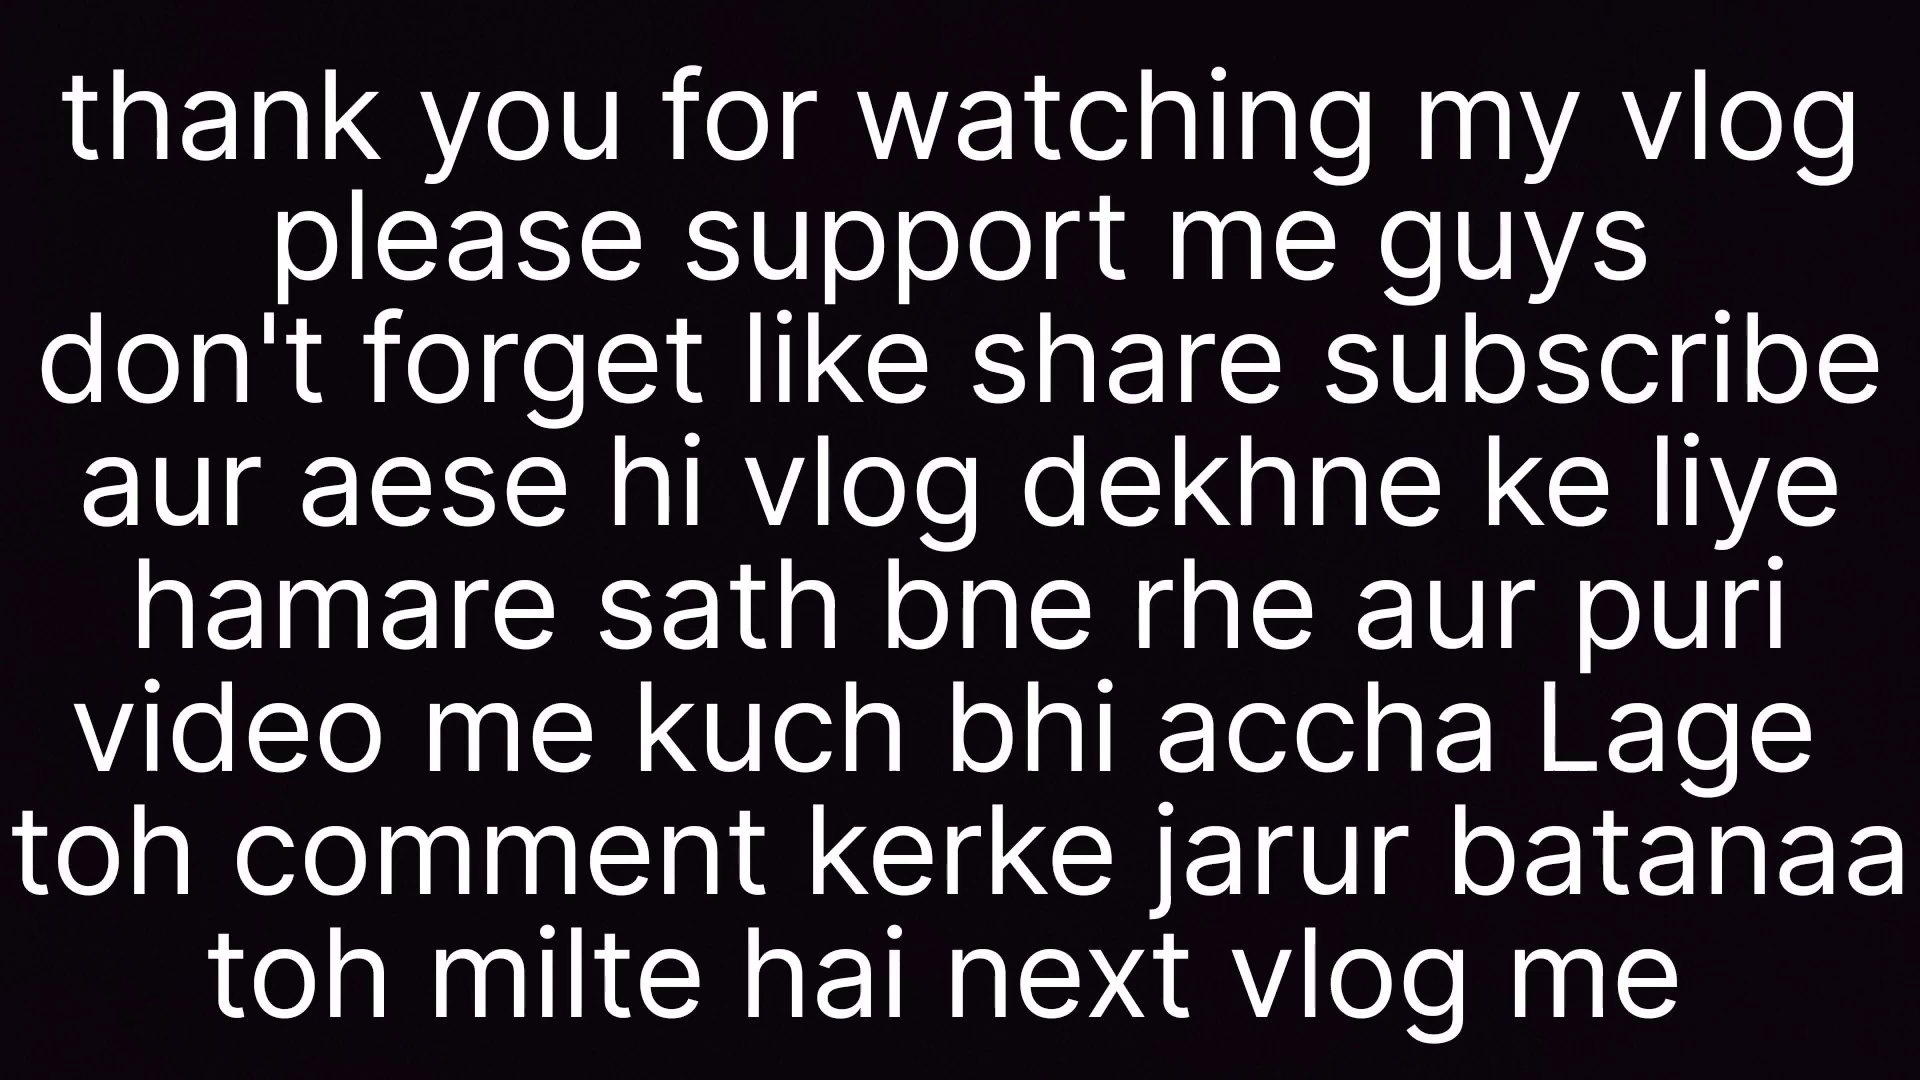 thank you for watching my vlog
please support me guys
don't forget like share subscribe
aur aese hi vlog dekhne ke liye
hamare sath bne rhe aur puri
video me kuch bhi accha Lage
toh comment kerke jarur batanaa
toh milte hai next vlog me